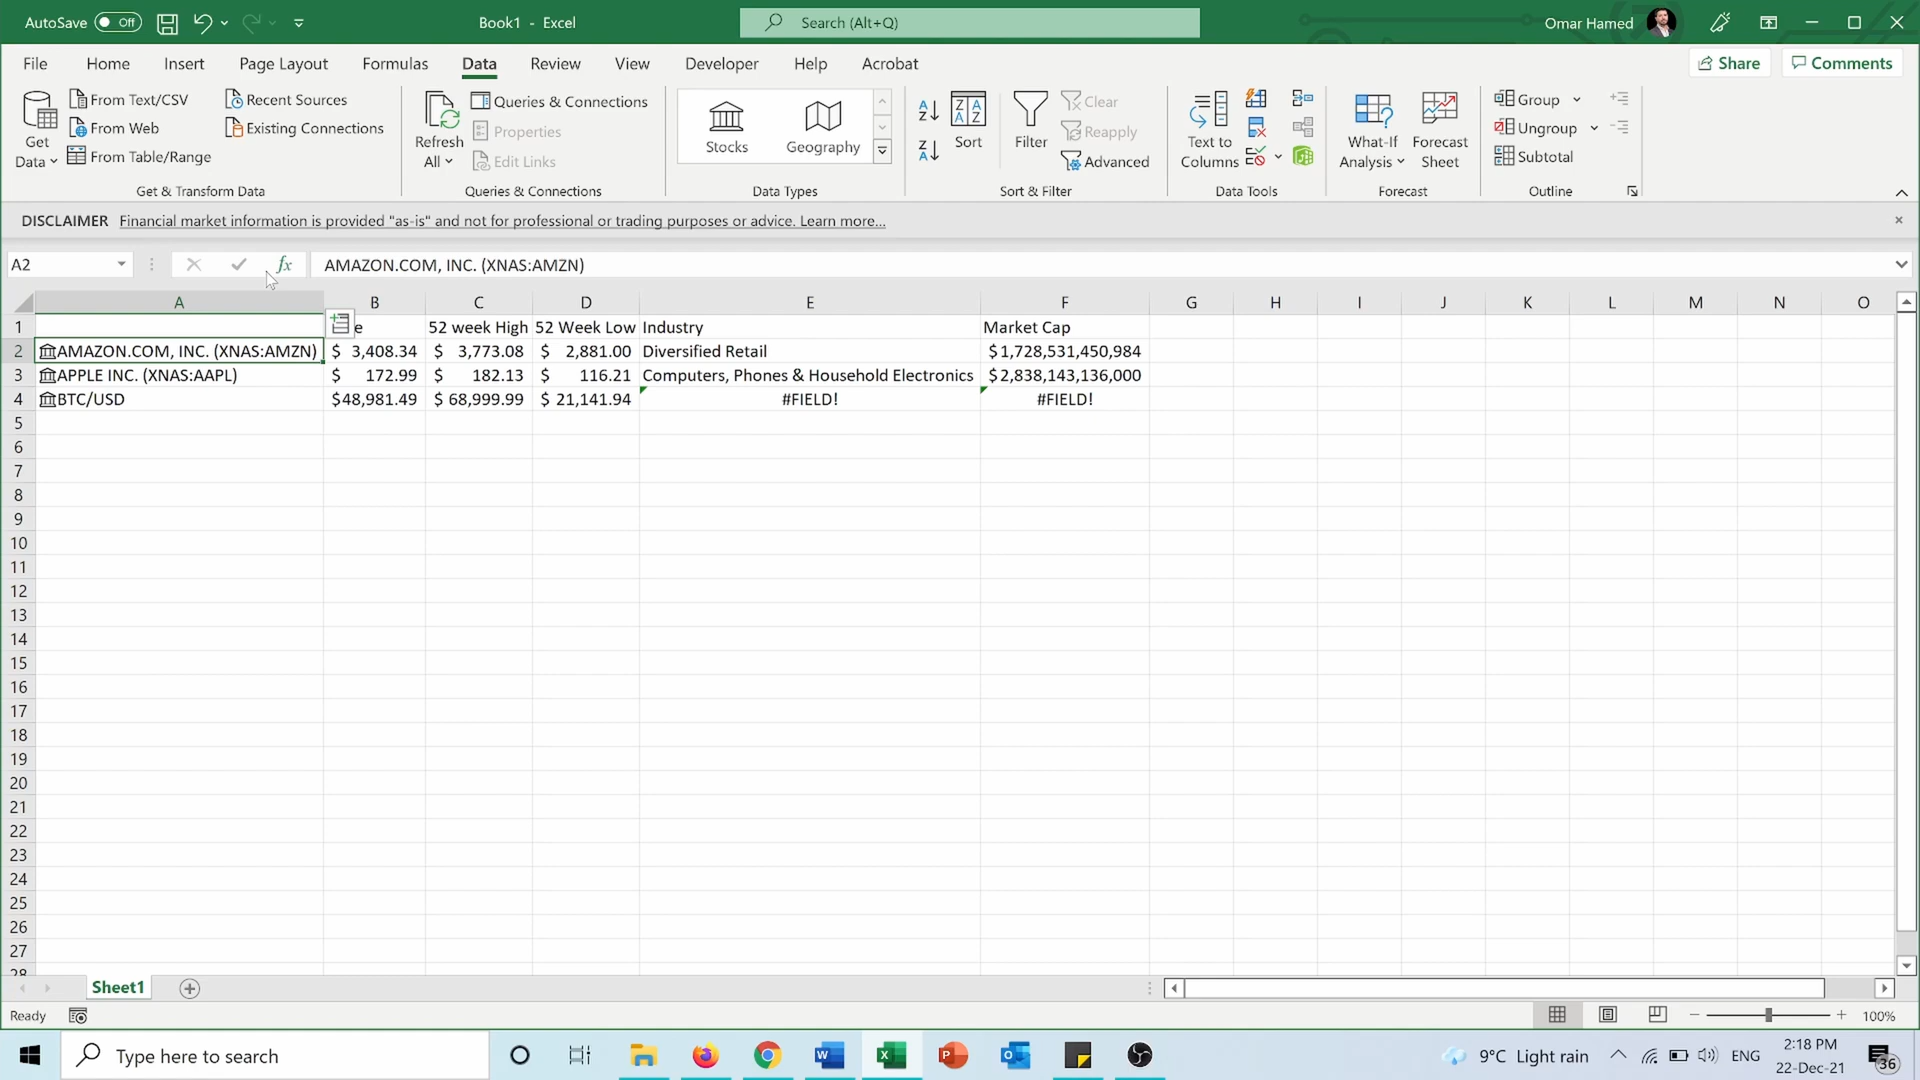 AutoSave Off Book1 - Excel Search (Alt+Q) Omar Hamed
File Home Insert Page Layout Formulas Data Review View Developer Help Acrobat Share Comments
Get Data
From Text/CSV
From Web
From Table/Range
Recent Sources
Existing Connections
Get & Transform Data
Refresh All
Queries & Connections
Properties
Edit Links
Queries & Connections
Stocks
Geography
Data Types
Sort
Filter
Clear
Reapply
Advanced
Sort & Filter
Text to Columns
Data Tools
What-If Analysis
Forecast Sheet
Forecast
Group
Ungroup
Subtotal
Outline
DISCLAIMER Financial market information is provided "as-is" and not for professional or trading purposes or advice. Learn more...
A2 fx AMAZON.COM, INC. (XNAS:AMZN)
A B C D E F G H I J K L M N O
1 e 52 week High 52 Week Low Industry Market Cap
2 AMAZON.COM, INC. (XNAS:AMZN) $ 3,408.34 $ 3,773.08 $ 2,881.00 Diversified Retail $1,728,531,450,984
3 APPLE INC. (XNAS:AAPL) $ 172.99 $ 182.13 $ 116.21 Computers, Phones & Household Electronics $2,838,143,136,000
4 BTC/USD $48,981.49 $ 68,999.99 $ 21,141.94 #FIELD! #FIELD!
5
6
7
8
9
10
11
12
13
14
15
16
17
18
19
20
21
22
23
24
25
26
27
28
Sheet1
Ready 100%
Type here to search 9°C Light rain ENG 2:18 PM
22-Dec-21 36